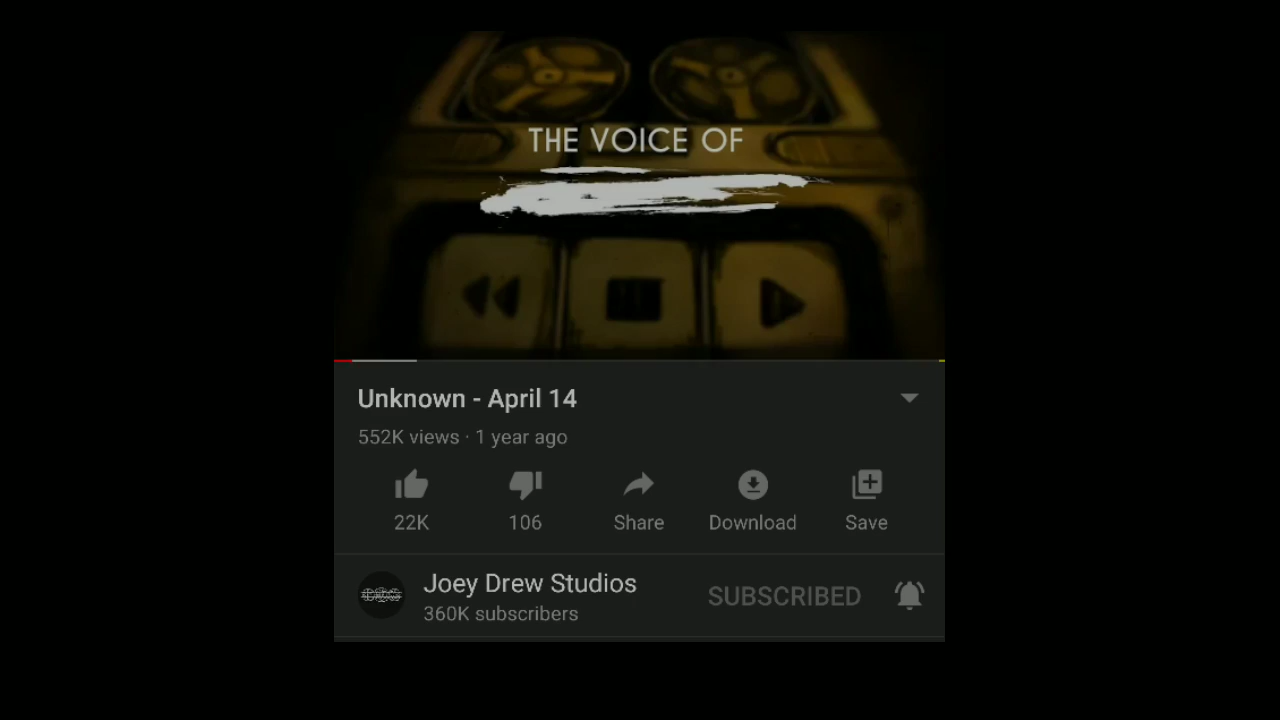 THE VOICE OF
Unknown - April 14
552K views · 1 year ago
22K
106
Share
Download
Save
Joey Drew Studios
SUBSCRIBED
360K subscribers